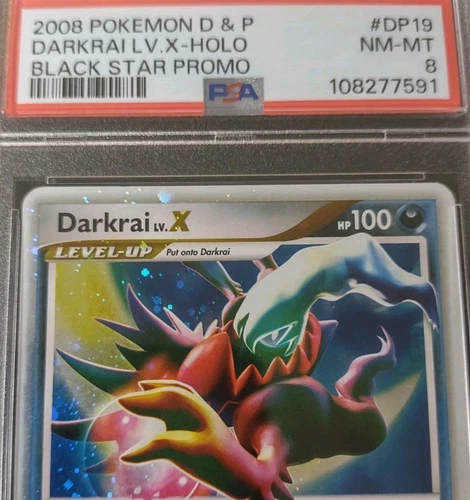 2008 POKEMON D & P #DP19
DARKRAI LV.X-HOLO NM-MT
BLACK STAR PROMO 8
PSA 108277591
Darkrai LV.X HP100
LEVEL-UP Put onto Darkrai